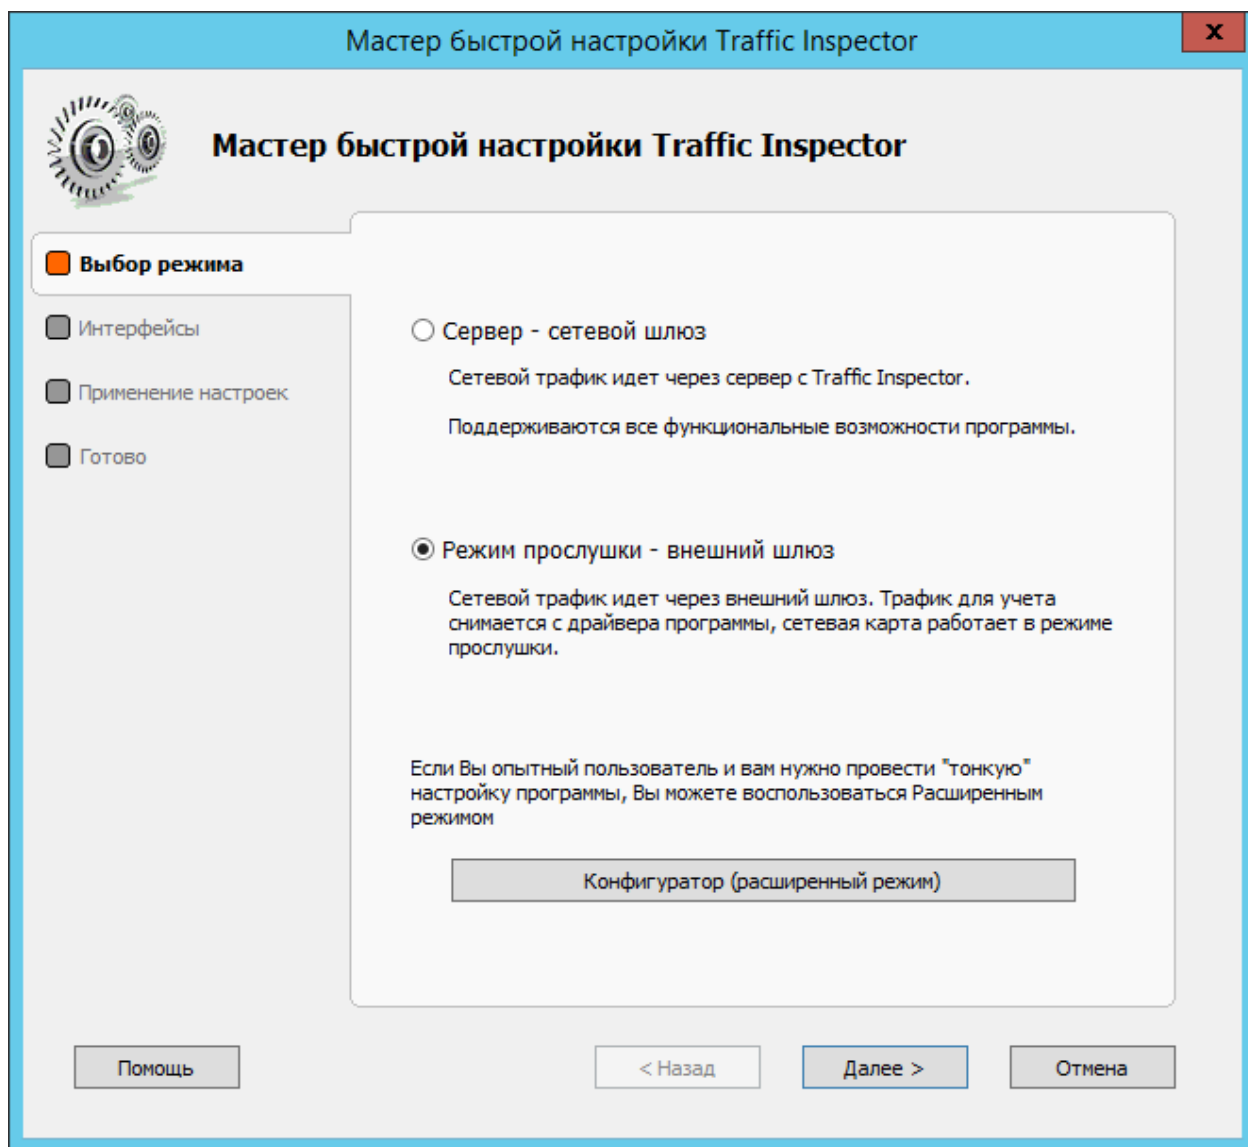 Мастер быстрой настройки Traffic Inspector
x
Мастер быстрой настройки Traffic Inspector
Выбор режима
Интерфейсы
Применение настроек
Готово
Сервер - сетевой шлюз
Сетевой трафик идет через сервер с Traffic Inspector.
Поддерживаются все функциональные возможности программы.
Режим прослушки - внешний шлюз
Сетевой трафик идет через внешний шлюз. Трафик для учета
снимается с драйвера программы, сетевая карта работает в режиме
прослушки.
Если Вы опытный пользователь и вам нужно провести "тонкую"
настройку программы, Вы можете воспользоваться Расширенным
режимом
Конфигуратор (расширенный режим)
Помощь
< Назад
Далее >
Отмена